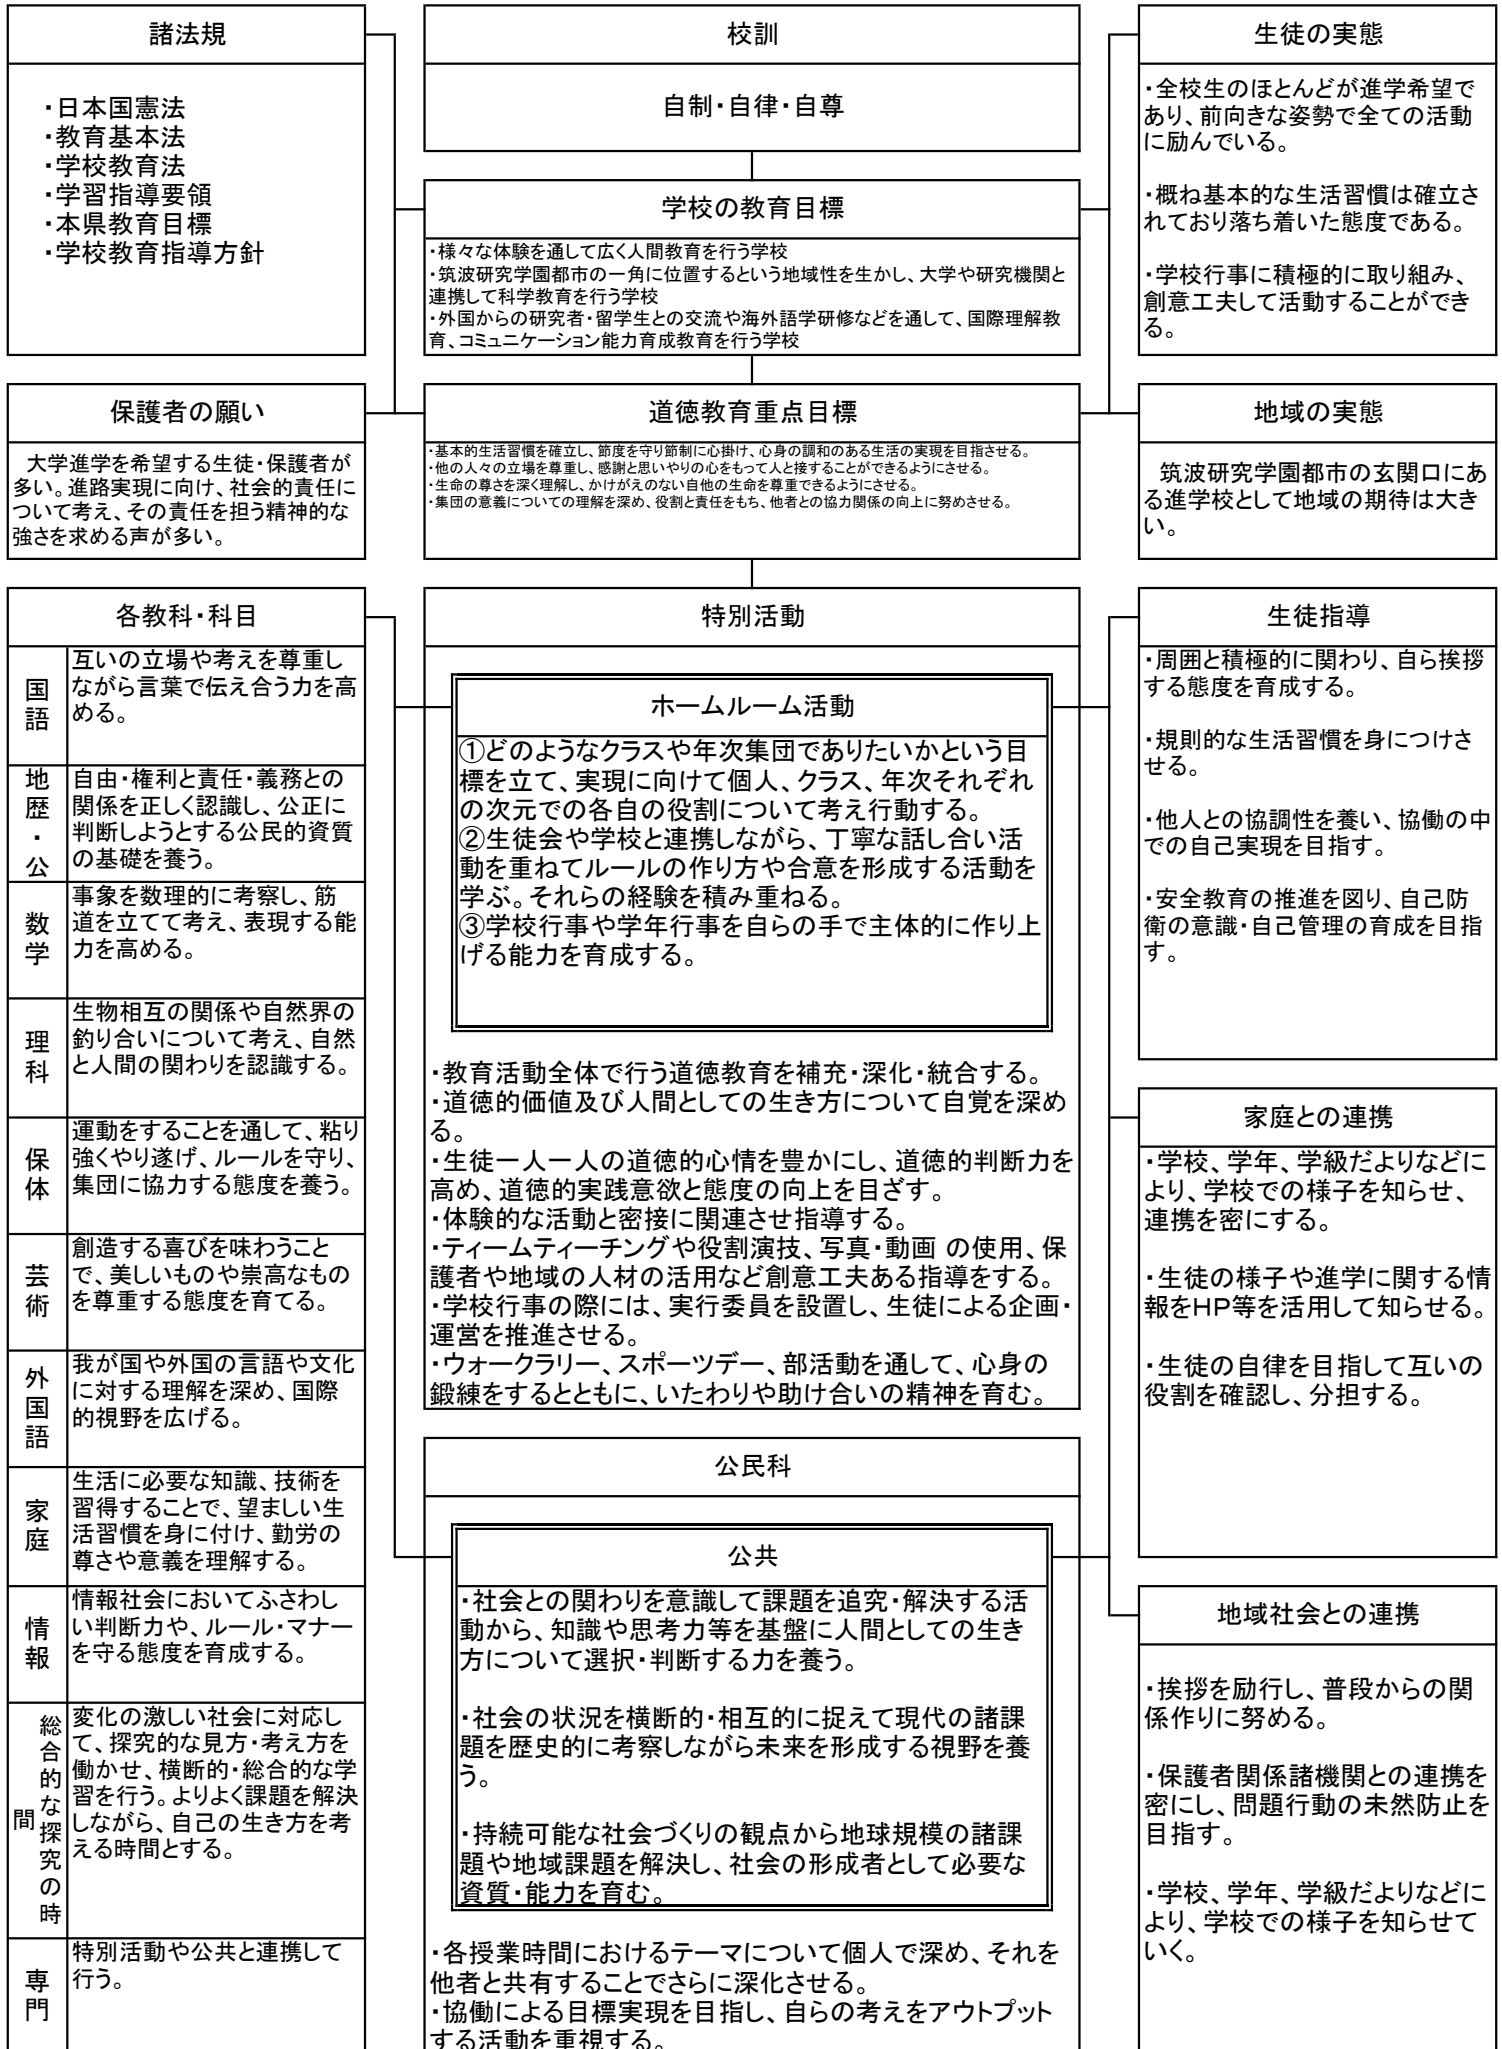 諸法規
・日本国憲法
・教育基本法
・学校教育法
・学習指導要領
・本県教育目標
・学校教育指導方針
校訓
自制・自律・自尊
学校の教育目標
・様々な体験を通して広く人間教育を行う学校
・筑波研究学園都市の一角に位置するという地域性を生かし、大学や研究機関と
連携して科学教育を行う学校
・外国からの研究者・留学生との交流や海外語学研修などを通して、国際理解教
育、コミュニケーション能力育成教育を行う学校
生徒の実態
・全校生のほとんどが進学希望で
あり、前向きな姿勢で全ての活動
に励んでいる。
・概ね基本的な生活習慣は確立さ
れており落ち着いた態度である。
・学校行事に積極的に取り組み、
創意工夫して活動することができ
る。
保護者の願い
大学進学を希望する生徒・保護者が
多い。進路実現に向け、社会的責任に
ついて考え、その責任を担う精神的な
強さを求める声が多い。
道徳教育重点目標
・基本的生活習慣を確立し、節度を守り節制に心掛け、心身の調和のある生活の実現を目指させる。
・他の人々の立場を尊重し、感謝と思いやりの心をもって人と接することができるようにさせる。
・生命の尊さを深く理解し、かけがえのない自他の生命を尊重できるようにさせる。
・集団の意義についての理解を深め、役割と責任をもち、他者との協力関係の向上に努めさせる。
地域の実態
筑波研究学園都市の玄関口にあ
る進学校として地域の期待は大き
い。
各教科・科目
国語
互いの立場や考えを尊重し
ながら言葉で伝え合う力を高
める。
地歴・公
自由・権利と責任・義務との
関係を正しく認識し、公正に
判断しようとする公民的資質
の基礎を養う。
数学
事象を数理的に考察し、筋
道を立てて考え、表現する能
力を高める。
理科
生物相互の関係や自然界の
釣り合いについて考え、自然
と人間の関わりを認識する。
保体
運動をすることを通して、粘り
強くやり遂げ、ルールを守り、
集団に協力する態度を養う。
芸術
創造する喜びを味わうこと
で、美しいものや崇高なもの
を尊重する態度を育てる。
外国語
我が国や外国の言語や文化
に対する理解を深め、国際
的視野を広げる。
家庭
生活に必要な知識、技術を
習得することで、望ましい生
活習慣を身に付け、勤労の
尊さや意義を理解する。
情報
情報社会においてふさわし
い判断力や、ルール・マナー
を守る態度を育成する。
総合的な探究の時
間
変化の激しい社会に対応し
て、探究的な見方・考え方を
働かせ、横断的・総合的な学
習を行う。よりよく課題を解決
しながら、自己の生き方を考
える時間とする。
専門
特別活動や公共と連携して
行う。
特別活動
ホームルーム活動
①どのようなクラスや年次集団でありたいかという目
標を立て、実現に向けて個人、クラス、年次それぞれ
の次元での各自の役割について考え行動する。
②生徒会や学校と連携しながら、丁寧な話し合い活
動を重ねてルールの作り方や合意を形成する活動を
学ぶ。それらの経験を積み重ねる。
③学校行事や学年行事を自らの手で主体的に作り上
げる能力を育成する。
・教育活動全体で行う道徳教育を補充・深化・統合する。
・道徳的価値及び人間としての生き方について自覚を深め
る。
・生徒一人一人の道徳的心情を豊かにし、道徳的判断力を
高め、道徳的実践意欲と態度の向上を目ざす。
・体験的な活動と密接に関連させ指導する。
・ティームティーチングや役割演技、写真・動画 の使用、保
護者や地域の人材の活用など創意工夫ある指導をする。
・学校行事の際には、実行委員を設置し、生徒による企画・
運営を推進させる。
・ウォークラリー、スポーツデー、部活動を通して、心身の
鍛練をするとともに、いたわりや助け合いの精神を育む。
公民科
公共
・社会との関わりを意識して課題を追究・解決する活
動から、知識や思考力等を基盤に人間としての生き
方について選択・判断する力を養う。
・社会の状況を横断的・相互的に捉えて現代の諸課
題を歴史的に考察しながら未来を形成する視野を養
う。
・持続可能な社会づくりの観点から地球規模の諸課
題や地域課題を解決し、社会の形成者として必要な
資質・能力を育む。
・各授業時間におけるテーマについて個人で深め、それを
他者と共有することでさらに深化させる。
・協働による目標実現を目指し、自らの考えをアウトプット
する活動を重視する。
生徒指導
・周囲と積極的に関わり、自ら挨拶
する態度を育成する。
・規則的な生活習慣を身につけさ
せる。
・他人との協調性を養い、協働の中
での自己実現を目指す。
・安全教育の推進を図り、自己防
衛の意識・自己管理の育成を目指
す。
家庭との連携
・学校、学年、学級だよりなどに
より、学校での様子を知らせ、
連携を密にする。
・生徒の様子や進学に関する情
報をHP等を活用して知らせる。
・生徒の自律を目指して互いの
役割を確認し、分担する。
地域社会との連携
・挨拶を励行し、普段からの関
係作りに努める。
・保護者関係諸機関との連携を
密にし、問題行動の未然防止を
目指す。
・学校、学年、学級だよりなどに
より、学校での様子を知らせて
いく。